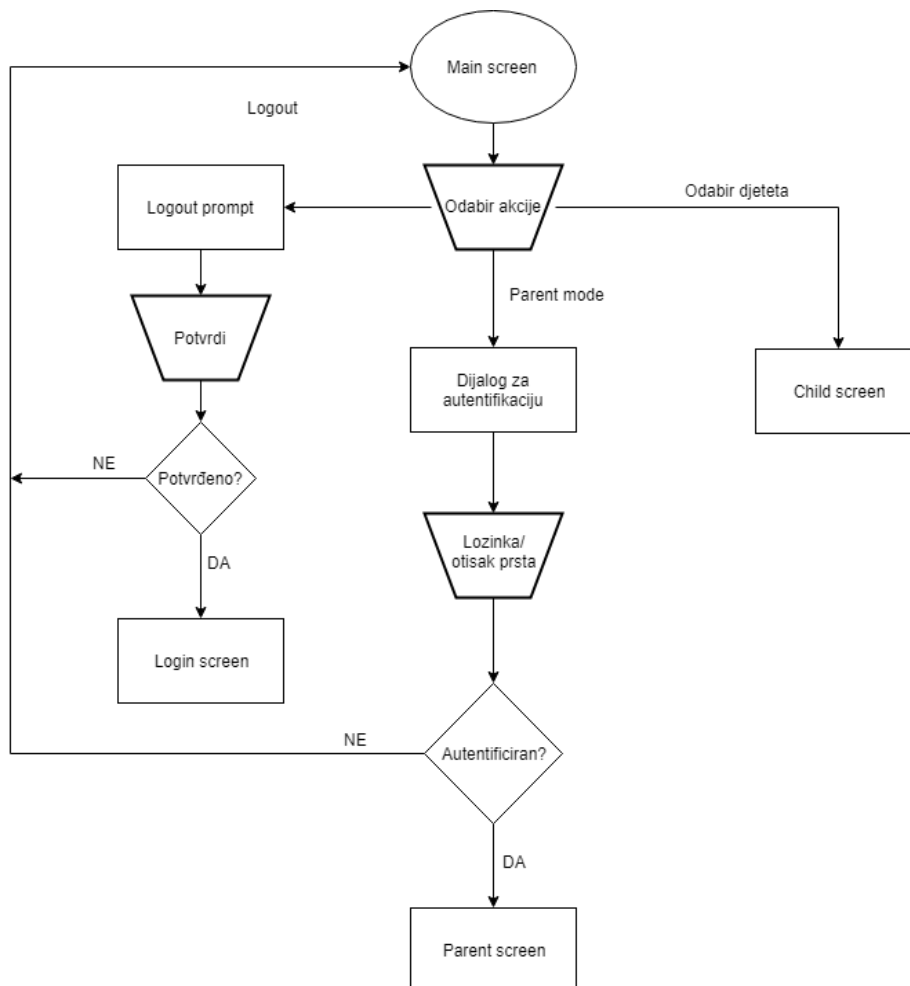 Main screen
Logout
Logout prompt
Odabir akcije
Odabir djeteta
Parent mode
Potvrdi
Dijalog za
autentifikaciju
Child screen
Potvrđeno?
NE
DA
Lozinka/
otisak prsta
Login screen
NE
Autentificiran?
DA
Parent screen